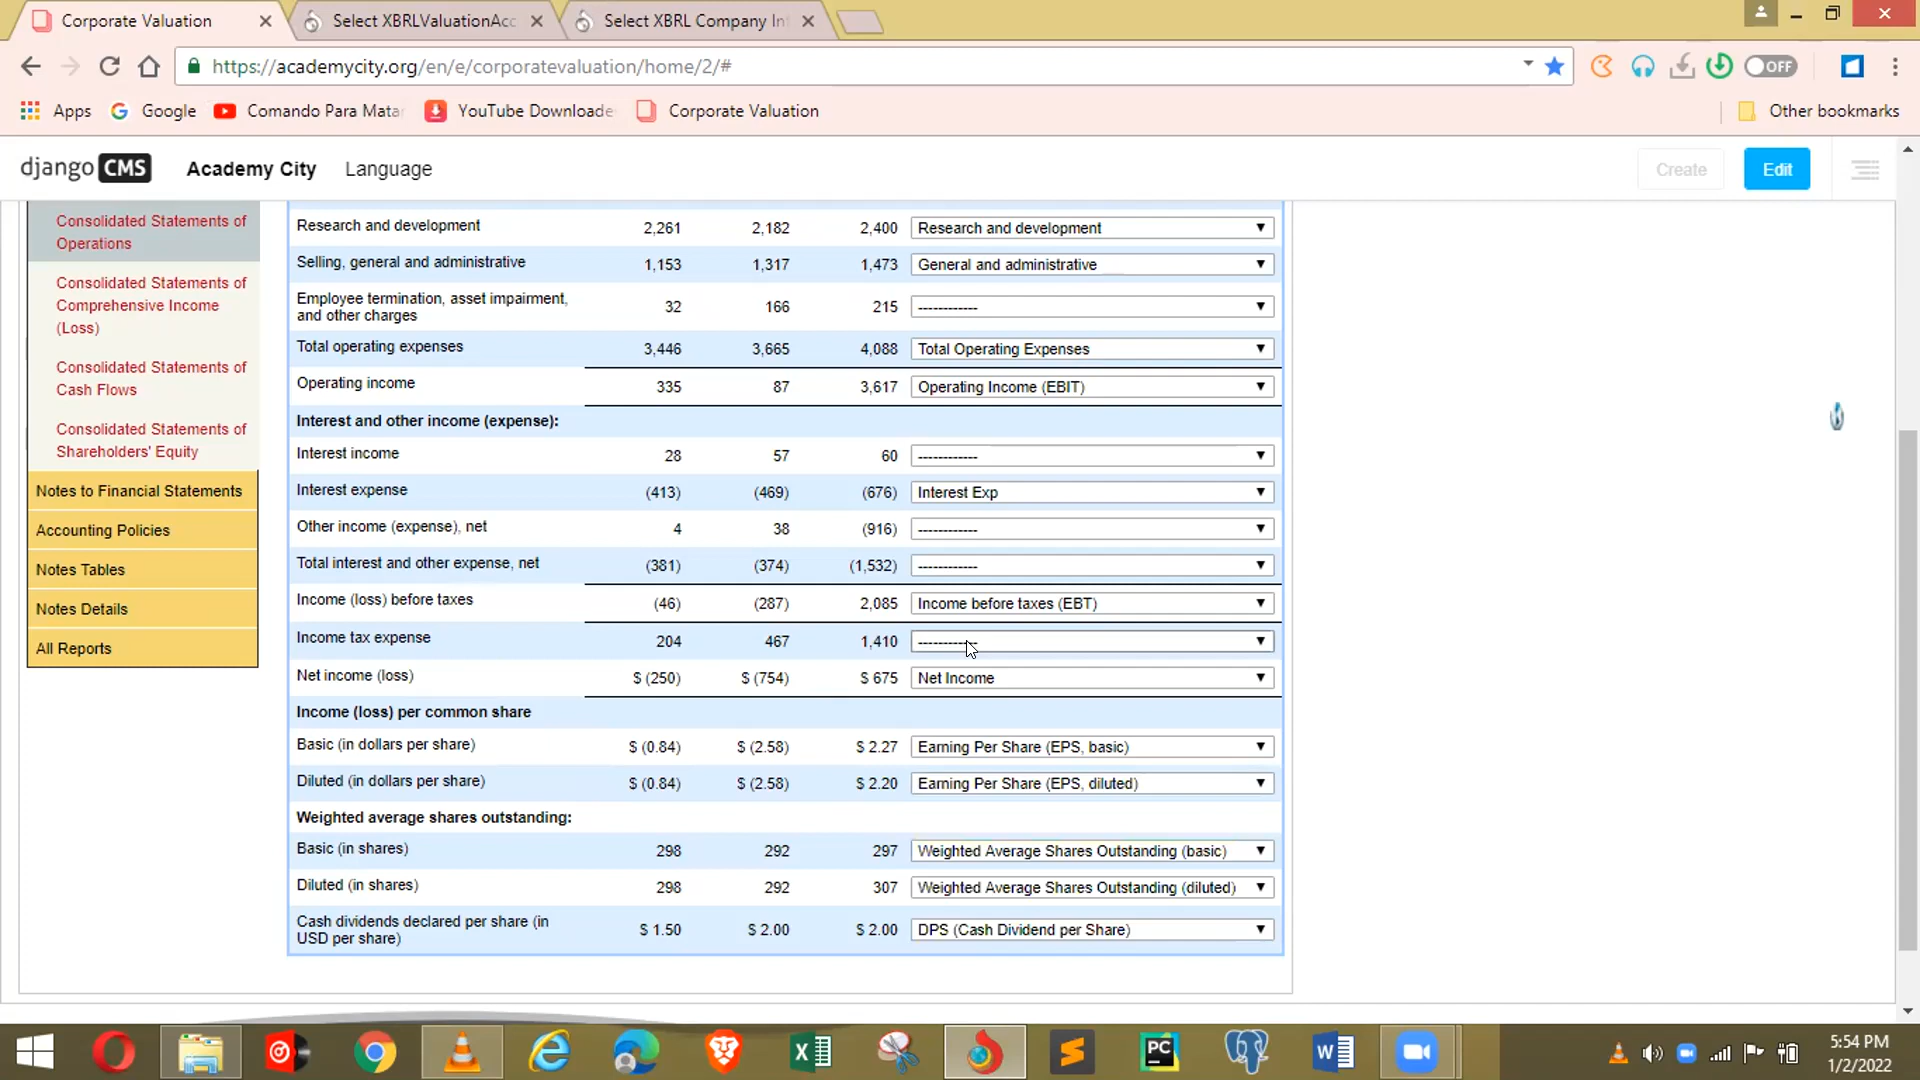 Corporate Valuation
Select XBRLValuationAcc
Select XBRL Company In
https://academycity.org/en/e/corporatevaluation/home/2/#
OFF
Apps
Google
Comando Para Matar
YouTube Downloade
Corporate Valuation
Other bookmarks
django CMS
Academy City
Language
Create
Edit
Consolidated Statements of
Operations
Consolidated Statements of
Comprehensive Income
(Loss)
Consolidated Statements of
Cash Flows
Consolidated Statements of
Shareholders' Equity
Notes to Financial Statements
Accounting Policies
Notes Tables
Notes Details
All Reports
Research and development 2,261 2,182 2,400 Research and development
Selling, general and administrative 1,153 1,317 1,473 General and administrative
Employee termination, asset impairment,
and other charges 32 166 215 ------------
Total operating expenses 3,446 3,665 4,088 Total Operating Expenses
Operating income 335 87 3,617 Operating Income (EBIT)
Interest and other income (expense):
Interest income 28 57 60 ------------
Interest expense (413) (469) (676) Interest Exp
Other income (expense), net 4 38 (916) ------------
Total interest and other expense, net (381) (374) (1,532) ------------
Income (loss) before taxes (46) (287) 2,085 Income before taxes (EBT)
Income tax expense 204 467 1,410 ------------
Net income (loss) $ (250) $ (754) $ 675 Net Income
Income (loss) per common share
Basic (in dollars per share) $ (0.84) $ (2.58) $ 2.27 Earning Per Share (EPS, basic)
Diluted (in dollars per share) $ (0.84) $ (2.58) $ 2.20 Earning Per Share (EPS, diluted)
Weighted average shares outstanding:
Basic (in shares) 298 292 297 Weighted Average Shares Outstanding (basic)
Diluted (in shares) 298 292 307 Weighted Average Shares Outstanding (diluted)
Cash dividends declared per share (in
USD per share) $ 1.50 $ 2.00 $ 2.00 DPS (Cash Dividend per Share)
PC
5:54 PM
1/2/2022